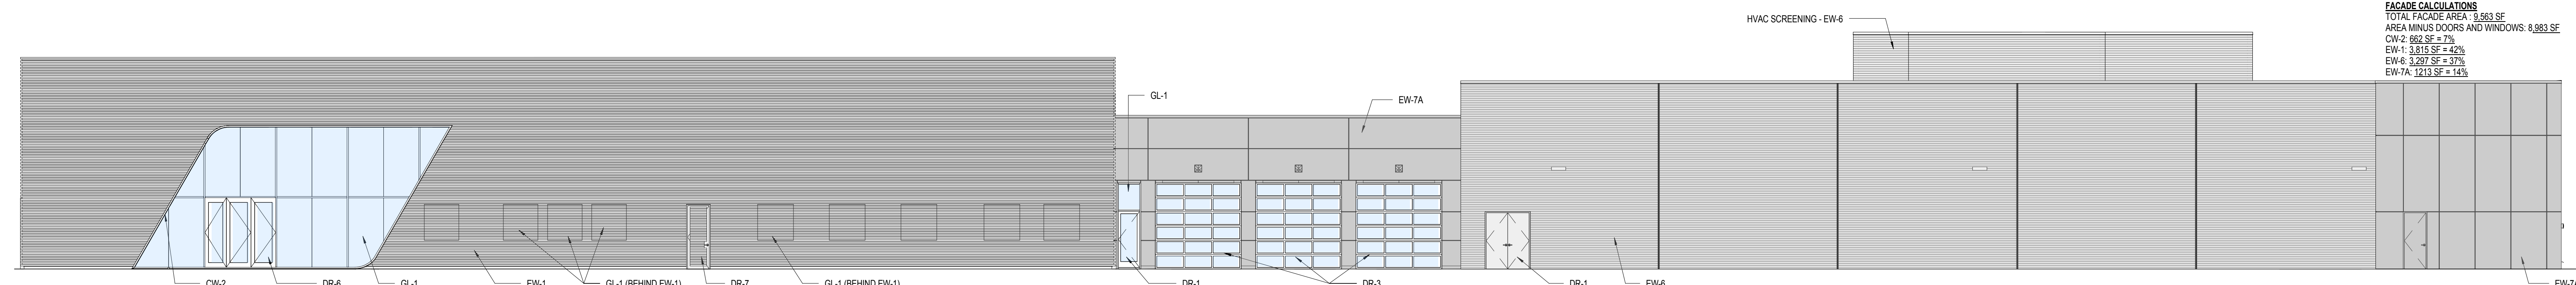 FACADE CALCULATIONS
TOTAL FACADE AREA : 9,563 SF
AREA MINUS DOORS AND WINDOWS: 8,983 SF
CW-2: 662 SF = 7%
EW-1: 3,815 SF = 42%
EW-6: 3,297 SF = 37%
EW-7A: 1213 SF = 14%
HVAC SCREENING - EW-6
GL-1
EW-7A
CW-2
DR-6
GL-1
EW-1
GL-1 (BEHIND EW-1)
DR-7
GL-1 (BEHIND EW-1)
DR-1
DR-3
DR-1
EW-6